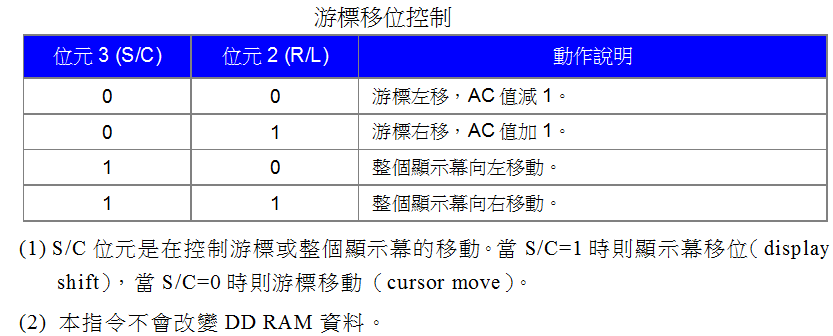 游標移位控制
位元 3 (S/C) 位元 2 (R/L) 動作說明
0 0 游標左移，AC 值減 1。
0 1 游標右移，AC 值加 1。
1 0 整個顯示幕向左移動。
1 1 整個顯示幕向右移動。
(1) S/C 位元是在控制游標或整個顯示幕的移動。當 S/C=1 時則顯示幕移位（display
shift），當 S/C=0 時則游標移動（cursor move）。
(2) 本指令不會改變 DD RAM 資料。